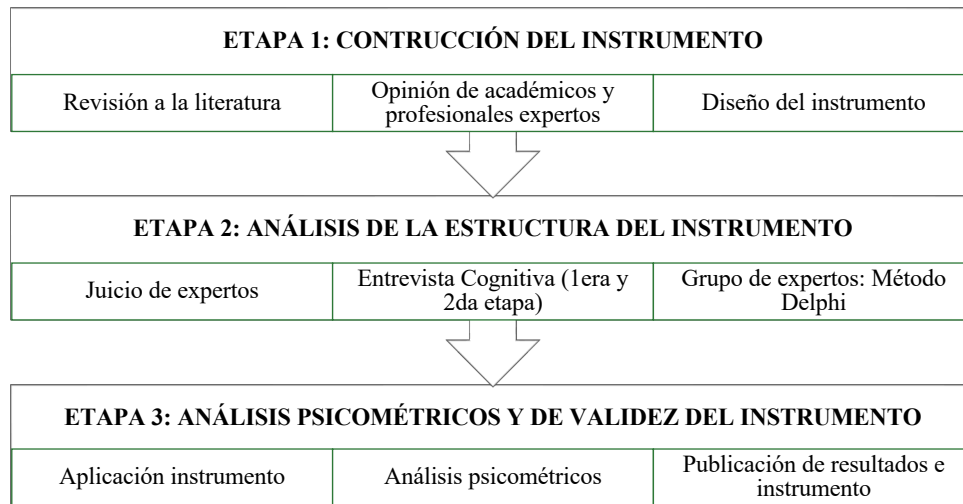 ETAPA 1: CONTRUCCIÓN DEL INSTRUMENTO
Revisión a la literatura
Opinión de académicos y
profesionales expertos
Diseño del instrumento
ETAPA 2: ANÁLISIS DE LA ESTRUCTURA DEL INSTRUMENTO
Juicio de expertos
Entrevista Cognitiva (1era y
2da etapa)
Grupo de expertos: Método
Delphi
ETAPA 3: ANÁLISIS PSICOMÉTRICOS Y DE VALIDEZ DEL INSTRUMENTO
Aplicación instrumento
Análisis psicométricos
Publicación de resultados e
instrumento